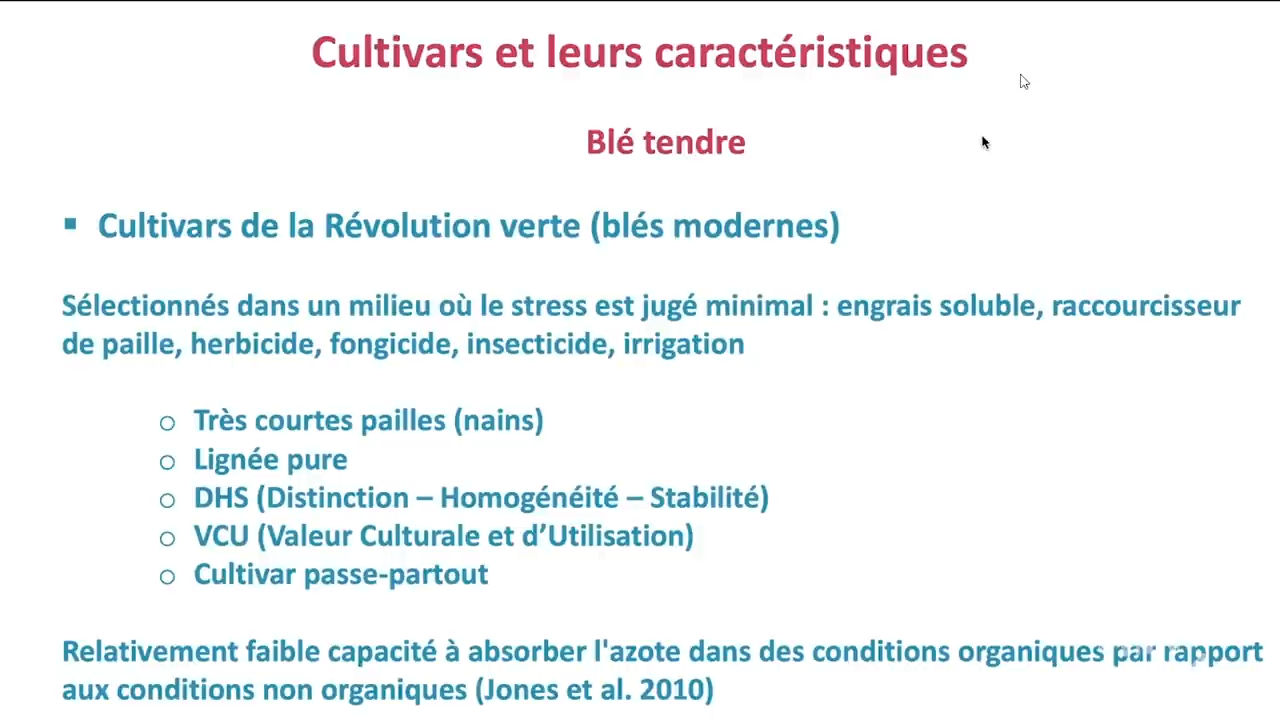 Cultivars et leurs caractéristiques
Blé tendre
▪ Cultivars de la Révolution verte (blés modernes)
Sélectionnés dans un milieu où le stress est jugé minimal : engrais soluble, raccourcisseur
de paille, herbicide, fongicide, insecticide, irrigation
o Très courtes pailles (nains)
o Lignée pure
o DHS (Distinction – Homogénéité – Stabilité)
o VCU (Valeur Culturale et d’Utilisation)
o Cultivar passe-partout
Relativement faible capacité à absorber l'azote dans des conditions organiques par rapport
aux conditions non organiques (Jones et al. 2010)